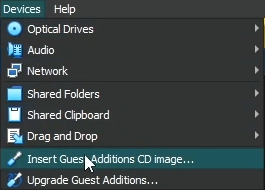 Devices Help
Optical Drives
Audio
Network
Shared Folders
Shared Clipboard
Drag and Drop
Insert Guest Additions CD image...
Upgrade Guest Additions...